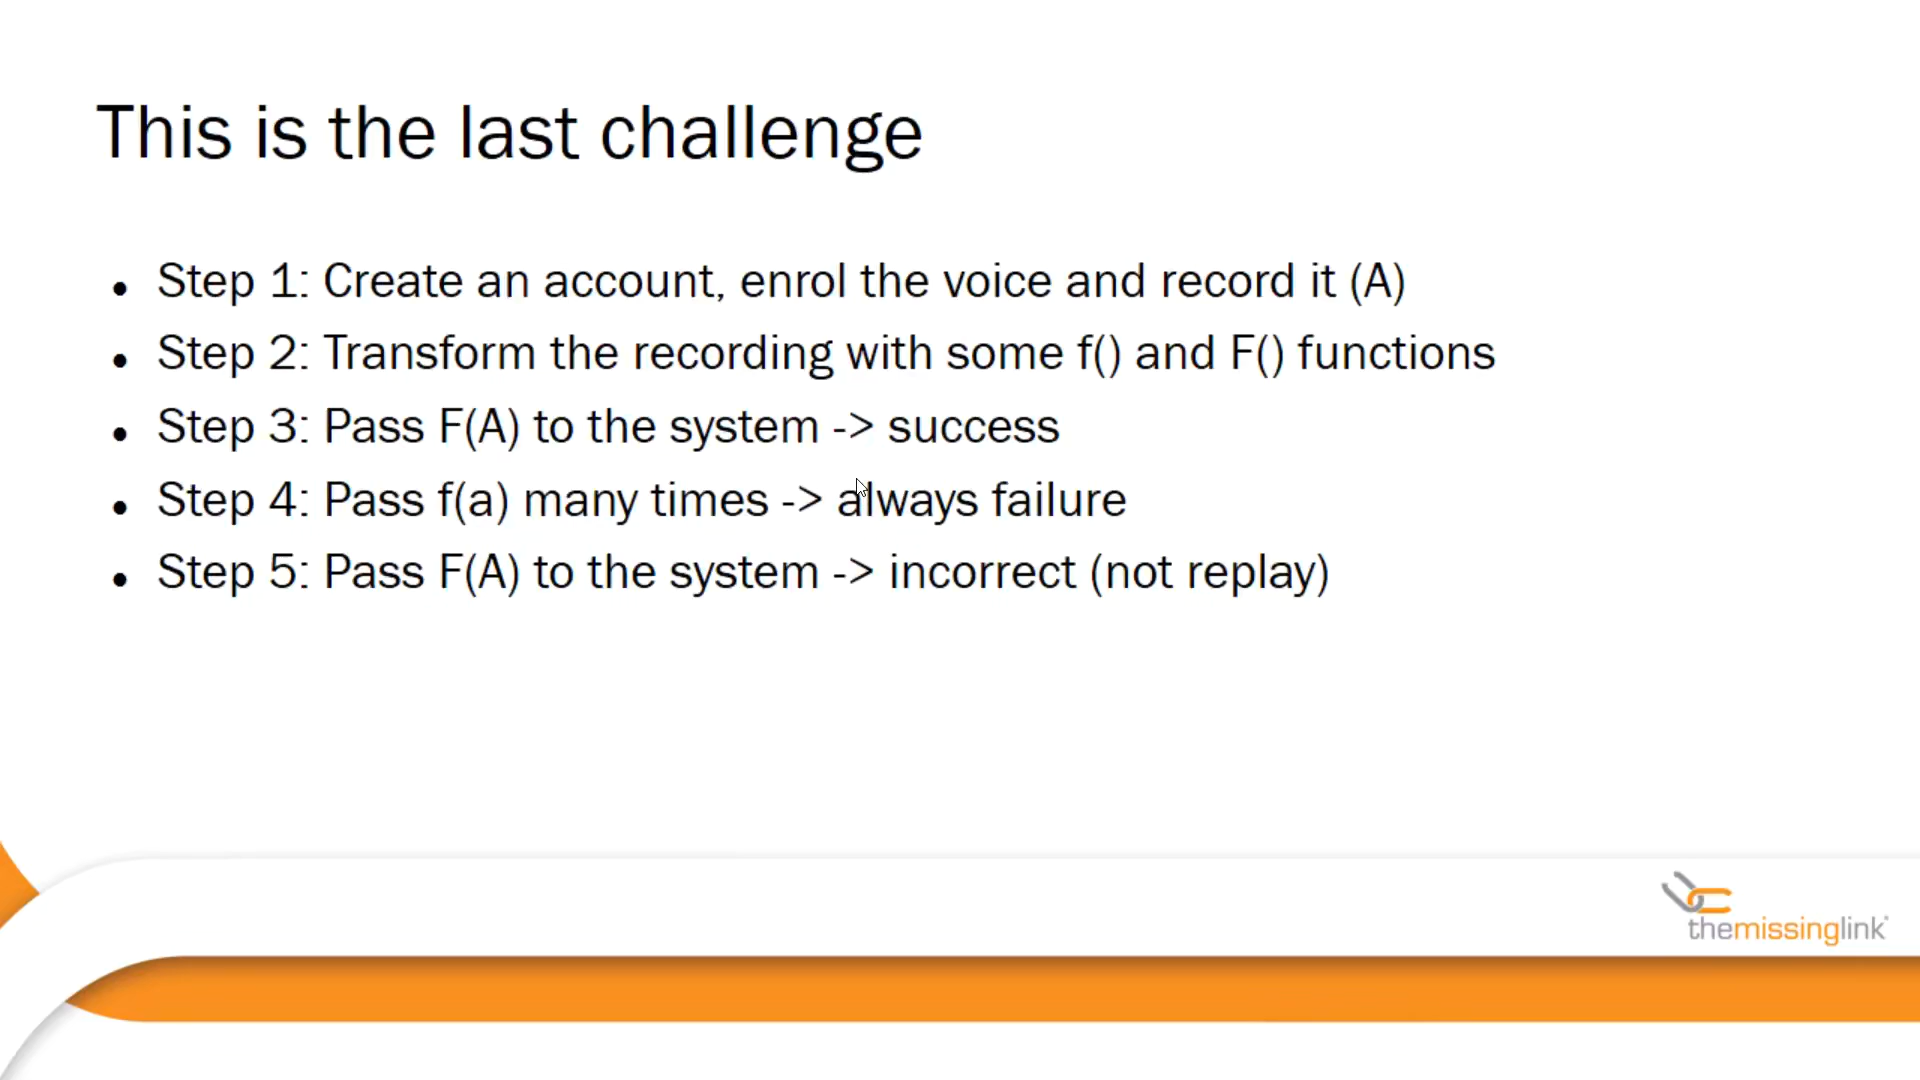 This is the last challenge
• Step 1: Create an account, enrol the voice and record it (A)
• Step 2: Transform the recording with some f() and F() functions
• Step 3: Pass F(A) to the system -> success
• Step 4: Pass f(a) many times -> always failure
• Step 5: Pass F(A) to the system -> incorrect (not replay)
themissinglink®